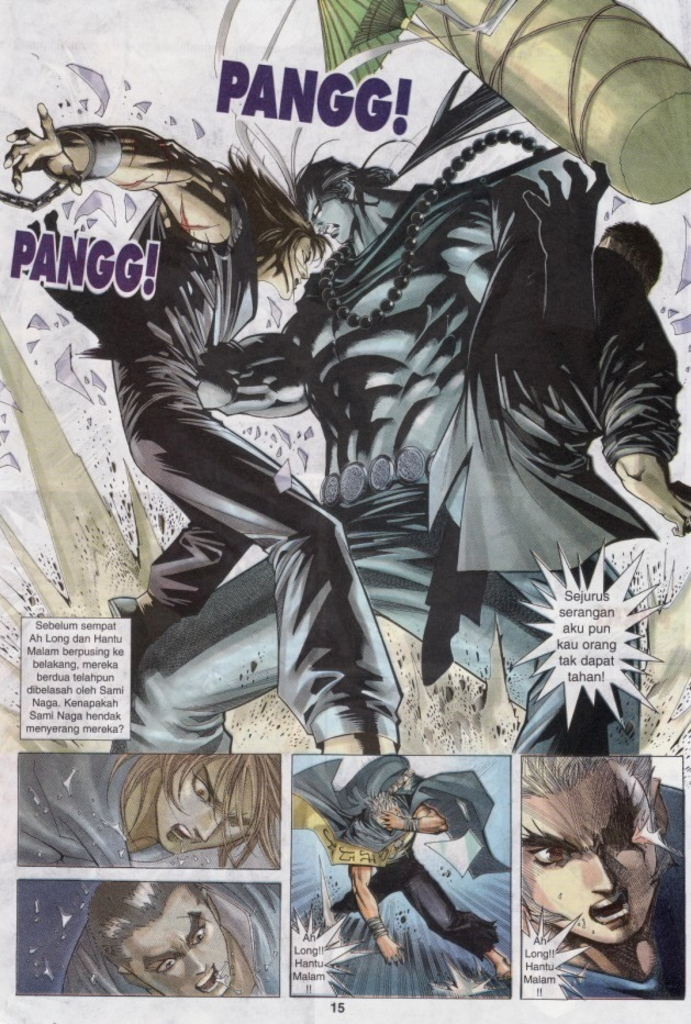 PANGG!
PANGG!
Sebelum sempat
Ah Long dan Hantu
Malam berpusing ke
belakang, mereka
berdua telahpun
dibelasah oleh Sami
Naga. Kenapakah
Sami Naga hendak
menyerang mereka?
Sejurus
serangan
aku pun
kau orang
tak dapat
tahan!
Ah
Long!!
Hantu
Malam
!!
Ah
Long!!
Hantu
Malam
!!
15